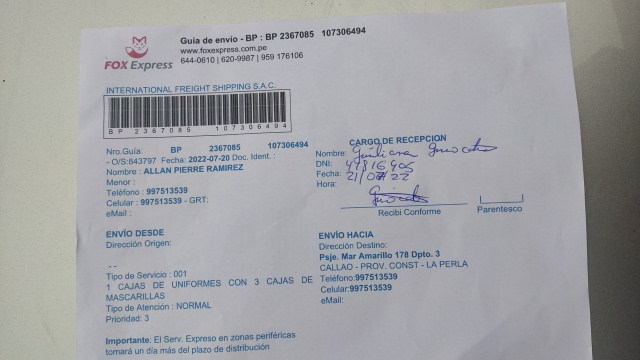 Guía de envío - BP : BP 2367085 107306494
www.foxexpress.com.pe
644-0610 | 620-9987 | 959 176106
FOX Express
INTERNATIONAL FREIGHT SHIPPING S.A.C.
BP 2367085 107306494
Nro.Guía: BP 2367085 107306494
- O/S:643797 Fecha: 2022-07-20 Doc. Ident. :
Nombre : ALLAN PIERRE RAMIREZ
Menor :
Teléfono : 997513539
Celular : 997513539 - GRT:
eMail :
CARGO DE RECEPCION
Nombre: Giuliana
DNI:
Fecha: 21/07/22
Hora:
Recibi Conforme
Parentesco
ENVÍO DESDE
Dirección Origen:
- -
Tipo de Servicio : 001
1 CAJAS DE UNIFORMES CON 3 CAJAS DE
MASCARILLAS
Tipo de Atención : NORMAL
Prioridad: 3
ENVÍO HACIA
Dirección Destino:
Psje. Mar Amarillo 178 Dpto. 3
CALLAO - PROV. CONST - LA PERLA
Teléfono:997513539
Celular:997513539
eMail:
Importante: El Serv. Expreso en zonas periféricas
tomará un día más del plazo de distribución